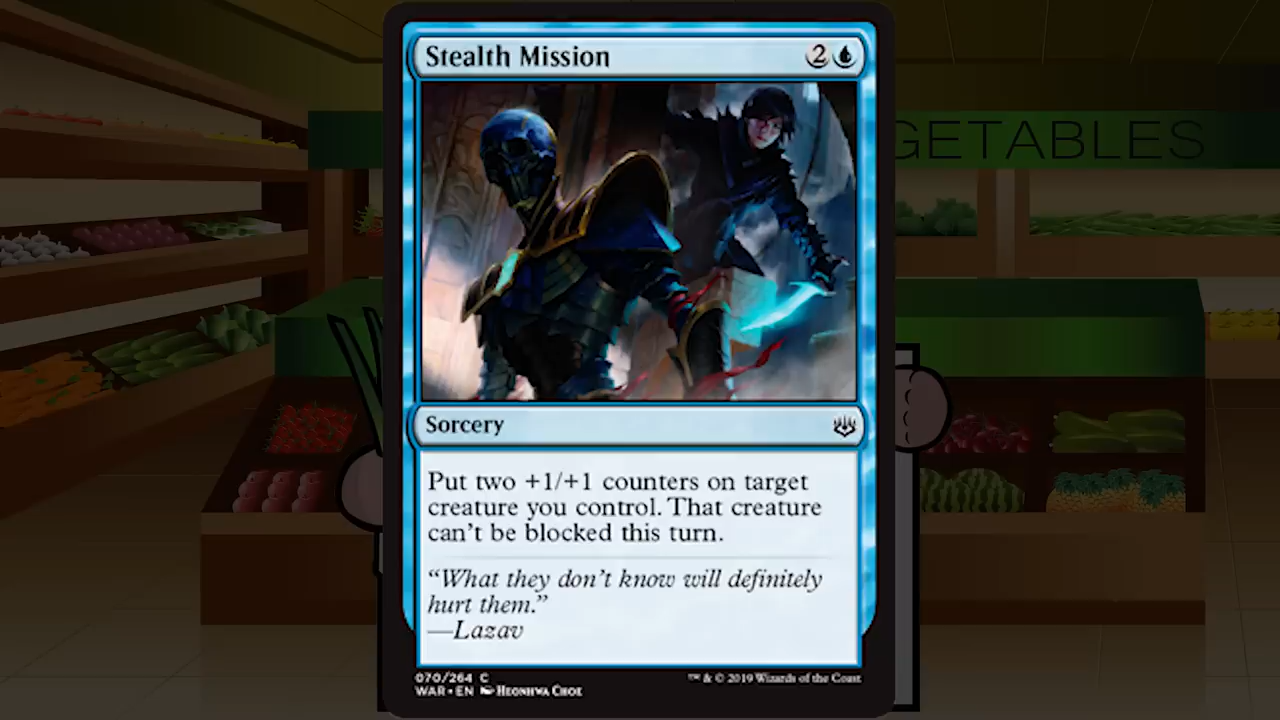 Stealth Mission 2
GETABLES
Sorcery
Put two +1/+1 counters on target
creature you control. That creature
can't be blocked this turn.
“What they don't know will definitely
hurt them.”
—Lazav
070/264 C
™ & © 2019 Wizards of the Coast
WAR • EN Heonhwa Choe